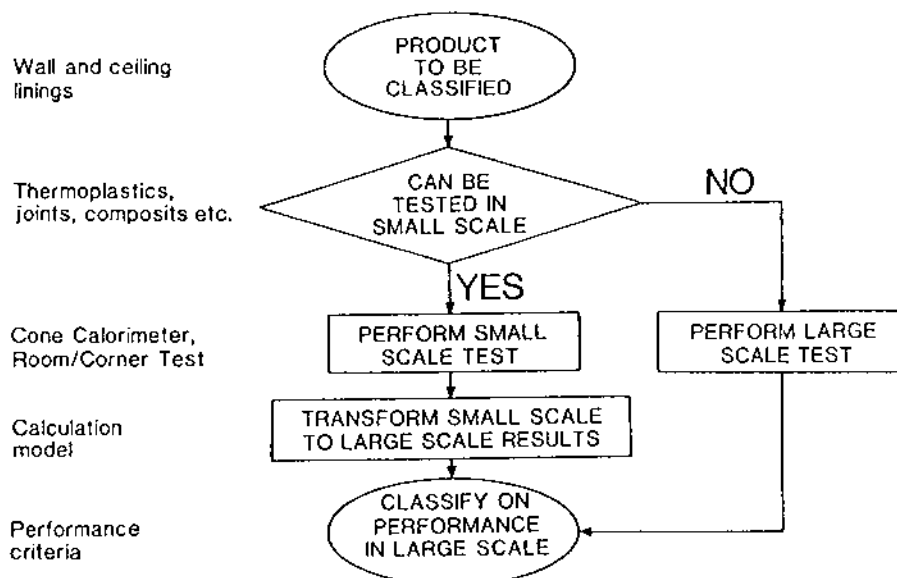 Wall and ceiling
linings
PRODUCT
TO BE
CLASSIFIED
Thermoplastics,
joints, composits etc.
CAN BE
TESTED IN
SMALL SCALE
NO
YES
Cone Calorimeter,
Room/Corner Test
PERFORM SMALL
SCALE TEST
PERFORM LARGE
SCALE TEST
Calculation
model
TRANSFORM SMALL SCALE
TO LARGE SCALE RESULTS
Performance
criteria
CLASSIFY ON
PERFORMANCE
IN LARGE SCALE